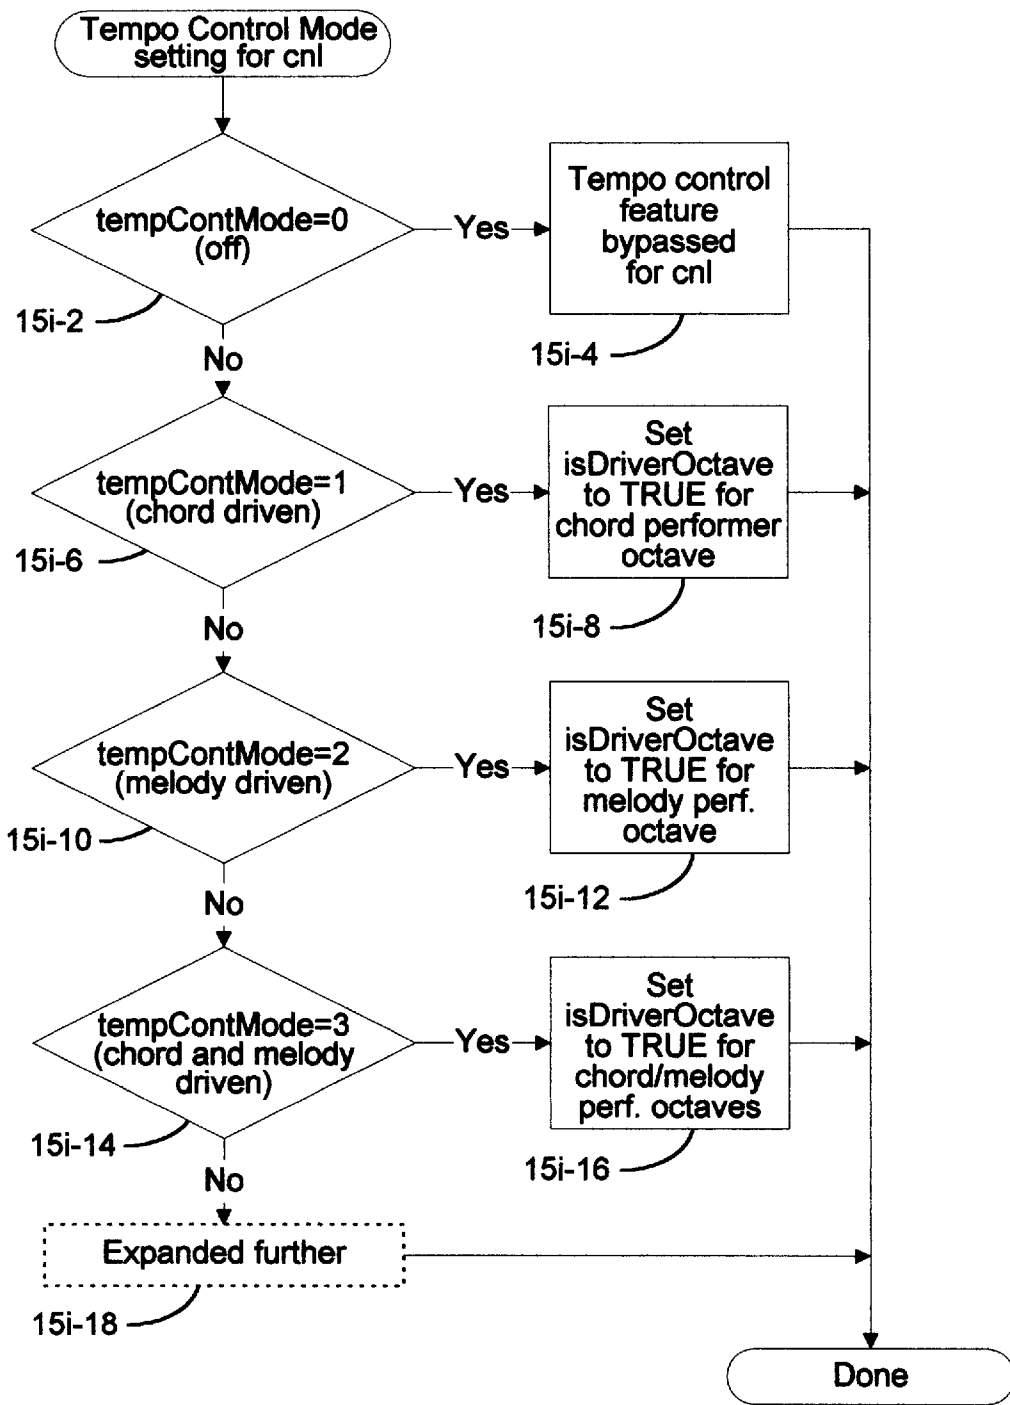 Tempo Control Mode
setting for cnl
tempContMode=0
(off)
Yes
Tempo control
feature
bypassed
for cnl
15i-2
15i-4
No
tempContMode=1
(chord driven)
Yes
Set
isDriverOctave
to TRUE for
chord performer
octave
15i-6
15i-8
No
tempContMode=2
(melody driven)
Yes
Set
isDriverOctave
to TRUE for
melody perf.
octave
15i-10
15i-12
No
tempContMode=3
(chord and melody
driven)
Yes
Set
isDriverOctave
to TRUE for
chord/melody
perf. octaves
15i-14
15i-16
No
Expanded further
15i-18
Done